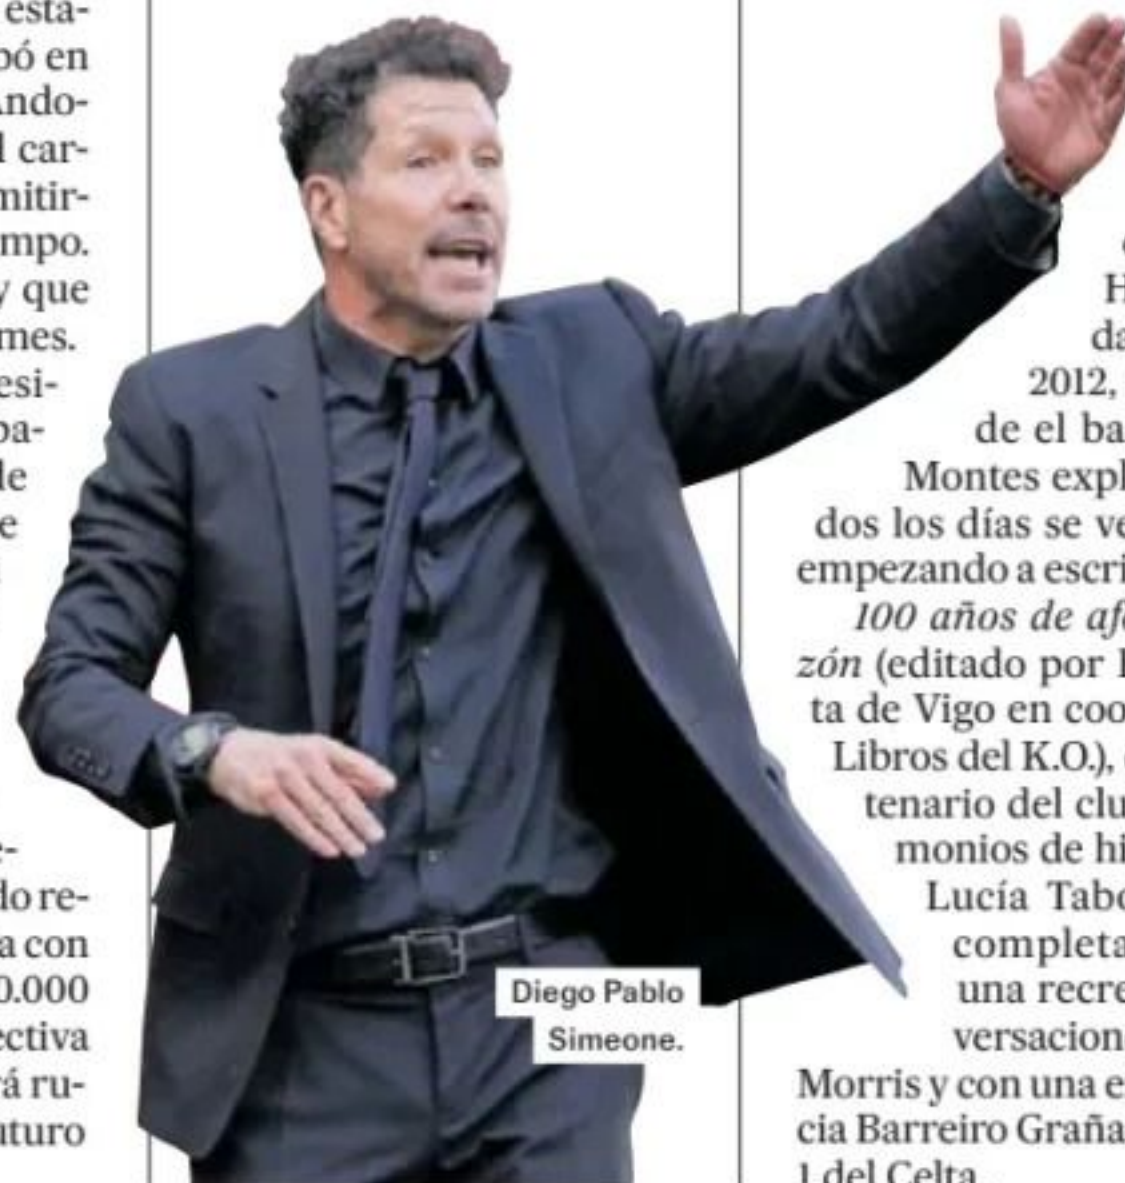 esta-
bó en
Ando-
l car-
mitir-
mpo.
y que
mes.
esi-
pa-
de
e
e-
do re-
a con
0.000
ectiva
rá ru-
uturo
Diego Pablo
Simeone.
H
da
2012,
de el ba
Montes expl
dos los días se ve
empezando a escri
100 años de afo
zón (editado por
ta de Vigo en coo
Libros del K.O.),
tenario del clu
monios de hi
Lucía Tabo
completa
una recre
versacion
Morris y con una e
cia Barreiro Graña
1 del Celta